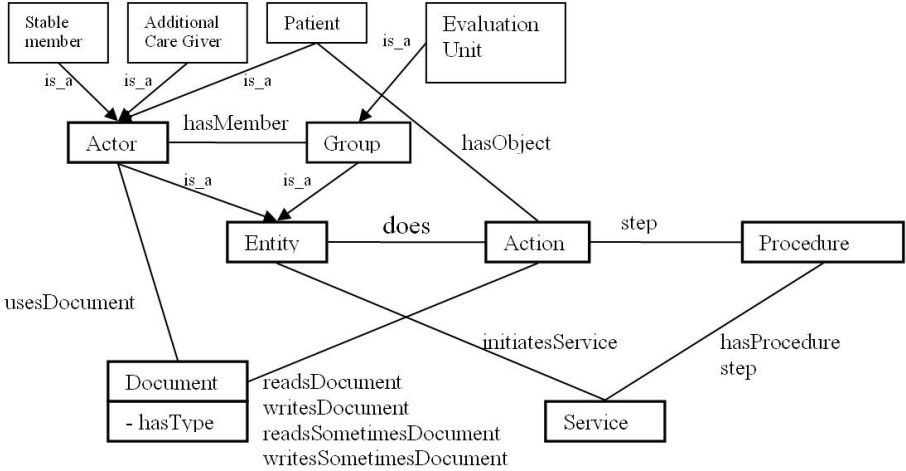 Stable
member
Additional
Care Giver
Patient
Evaluation
Unit
is_a
is_a
is_a
is_a
hasMember
Actor
Group
hasObject
is_a
is_a
does
step
Entity
Action
Procedure
usesDocument
initiatesService
hasProcedure
step
Document
- hasType
readsDocument
writesDocument
readsSometimesDocument
writesSometimesDocument
Service